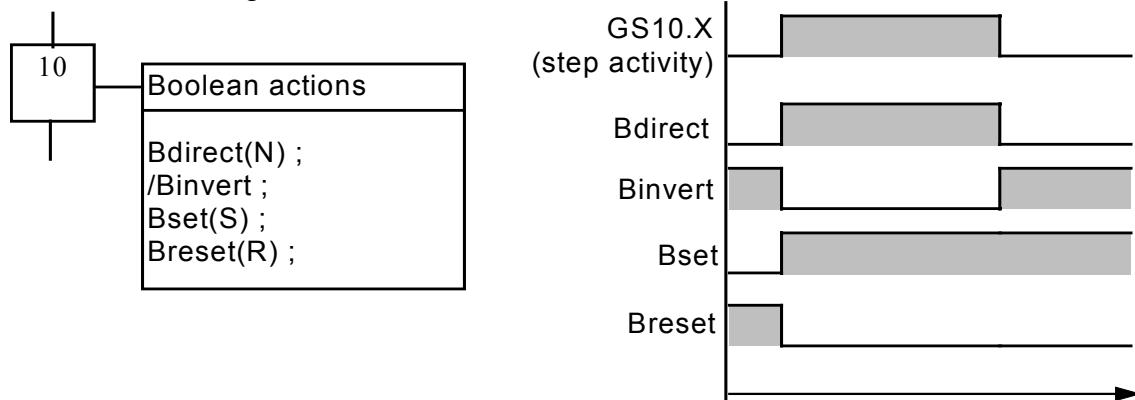 10
Boolean actions
Bdirect(N) ;
/Binvert ;
Bset(S) ;
Breset(R) ;
GS10.X
(step activity)
Bdirect
Binvert
Bset
Breset